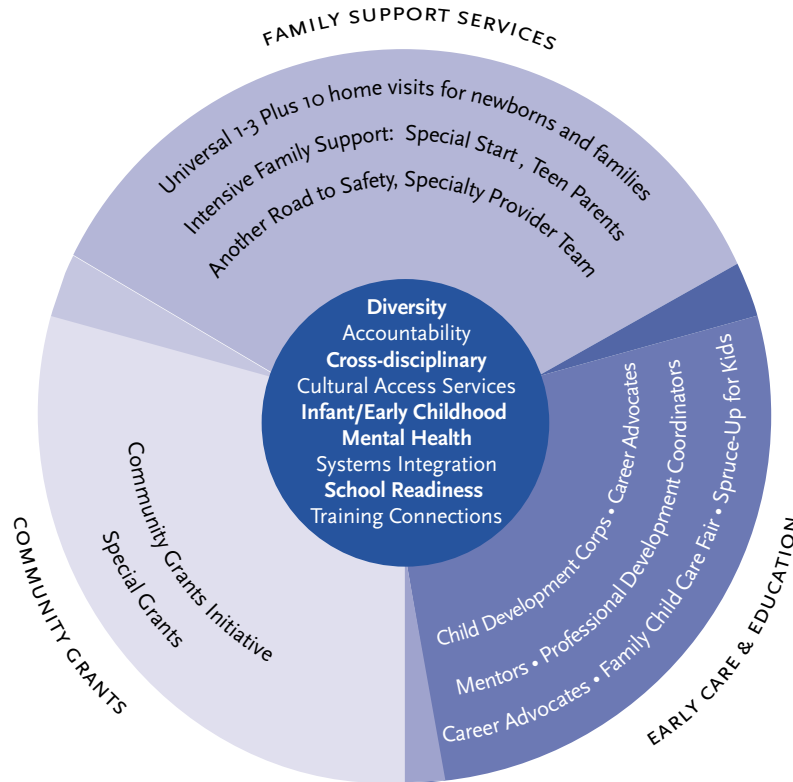 FAMILY SUPPORT SERVICES
Universal 1-3 Plus 10 home visits for newborns and families
Intensive Family Support: Special Start, Teen Parents
Another Road to Safety, Specialty Provider Team
Diversity
Accountability
Cross-disciplinary
Cultural Access Services
Infant/Early Childhood
Mental Health
Systems Integration
School Readiness
Training Connections
Child Development Corps • Career Advocates
Mentors • Professional Development Coordinators
Career Advocates • Family Child Care Fair • Spruce-Up for Kids
EARLY CARE & EDUCATION
Community Grants Initiative
Special Grants
COMMUNITY GRANTS